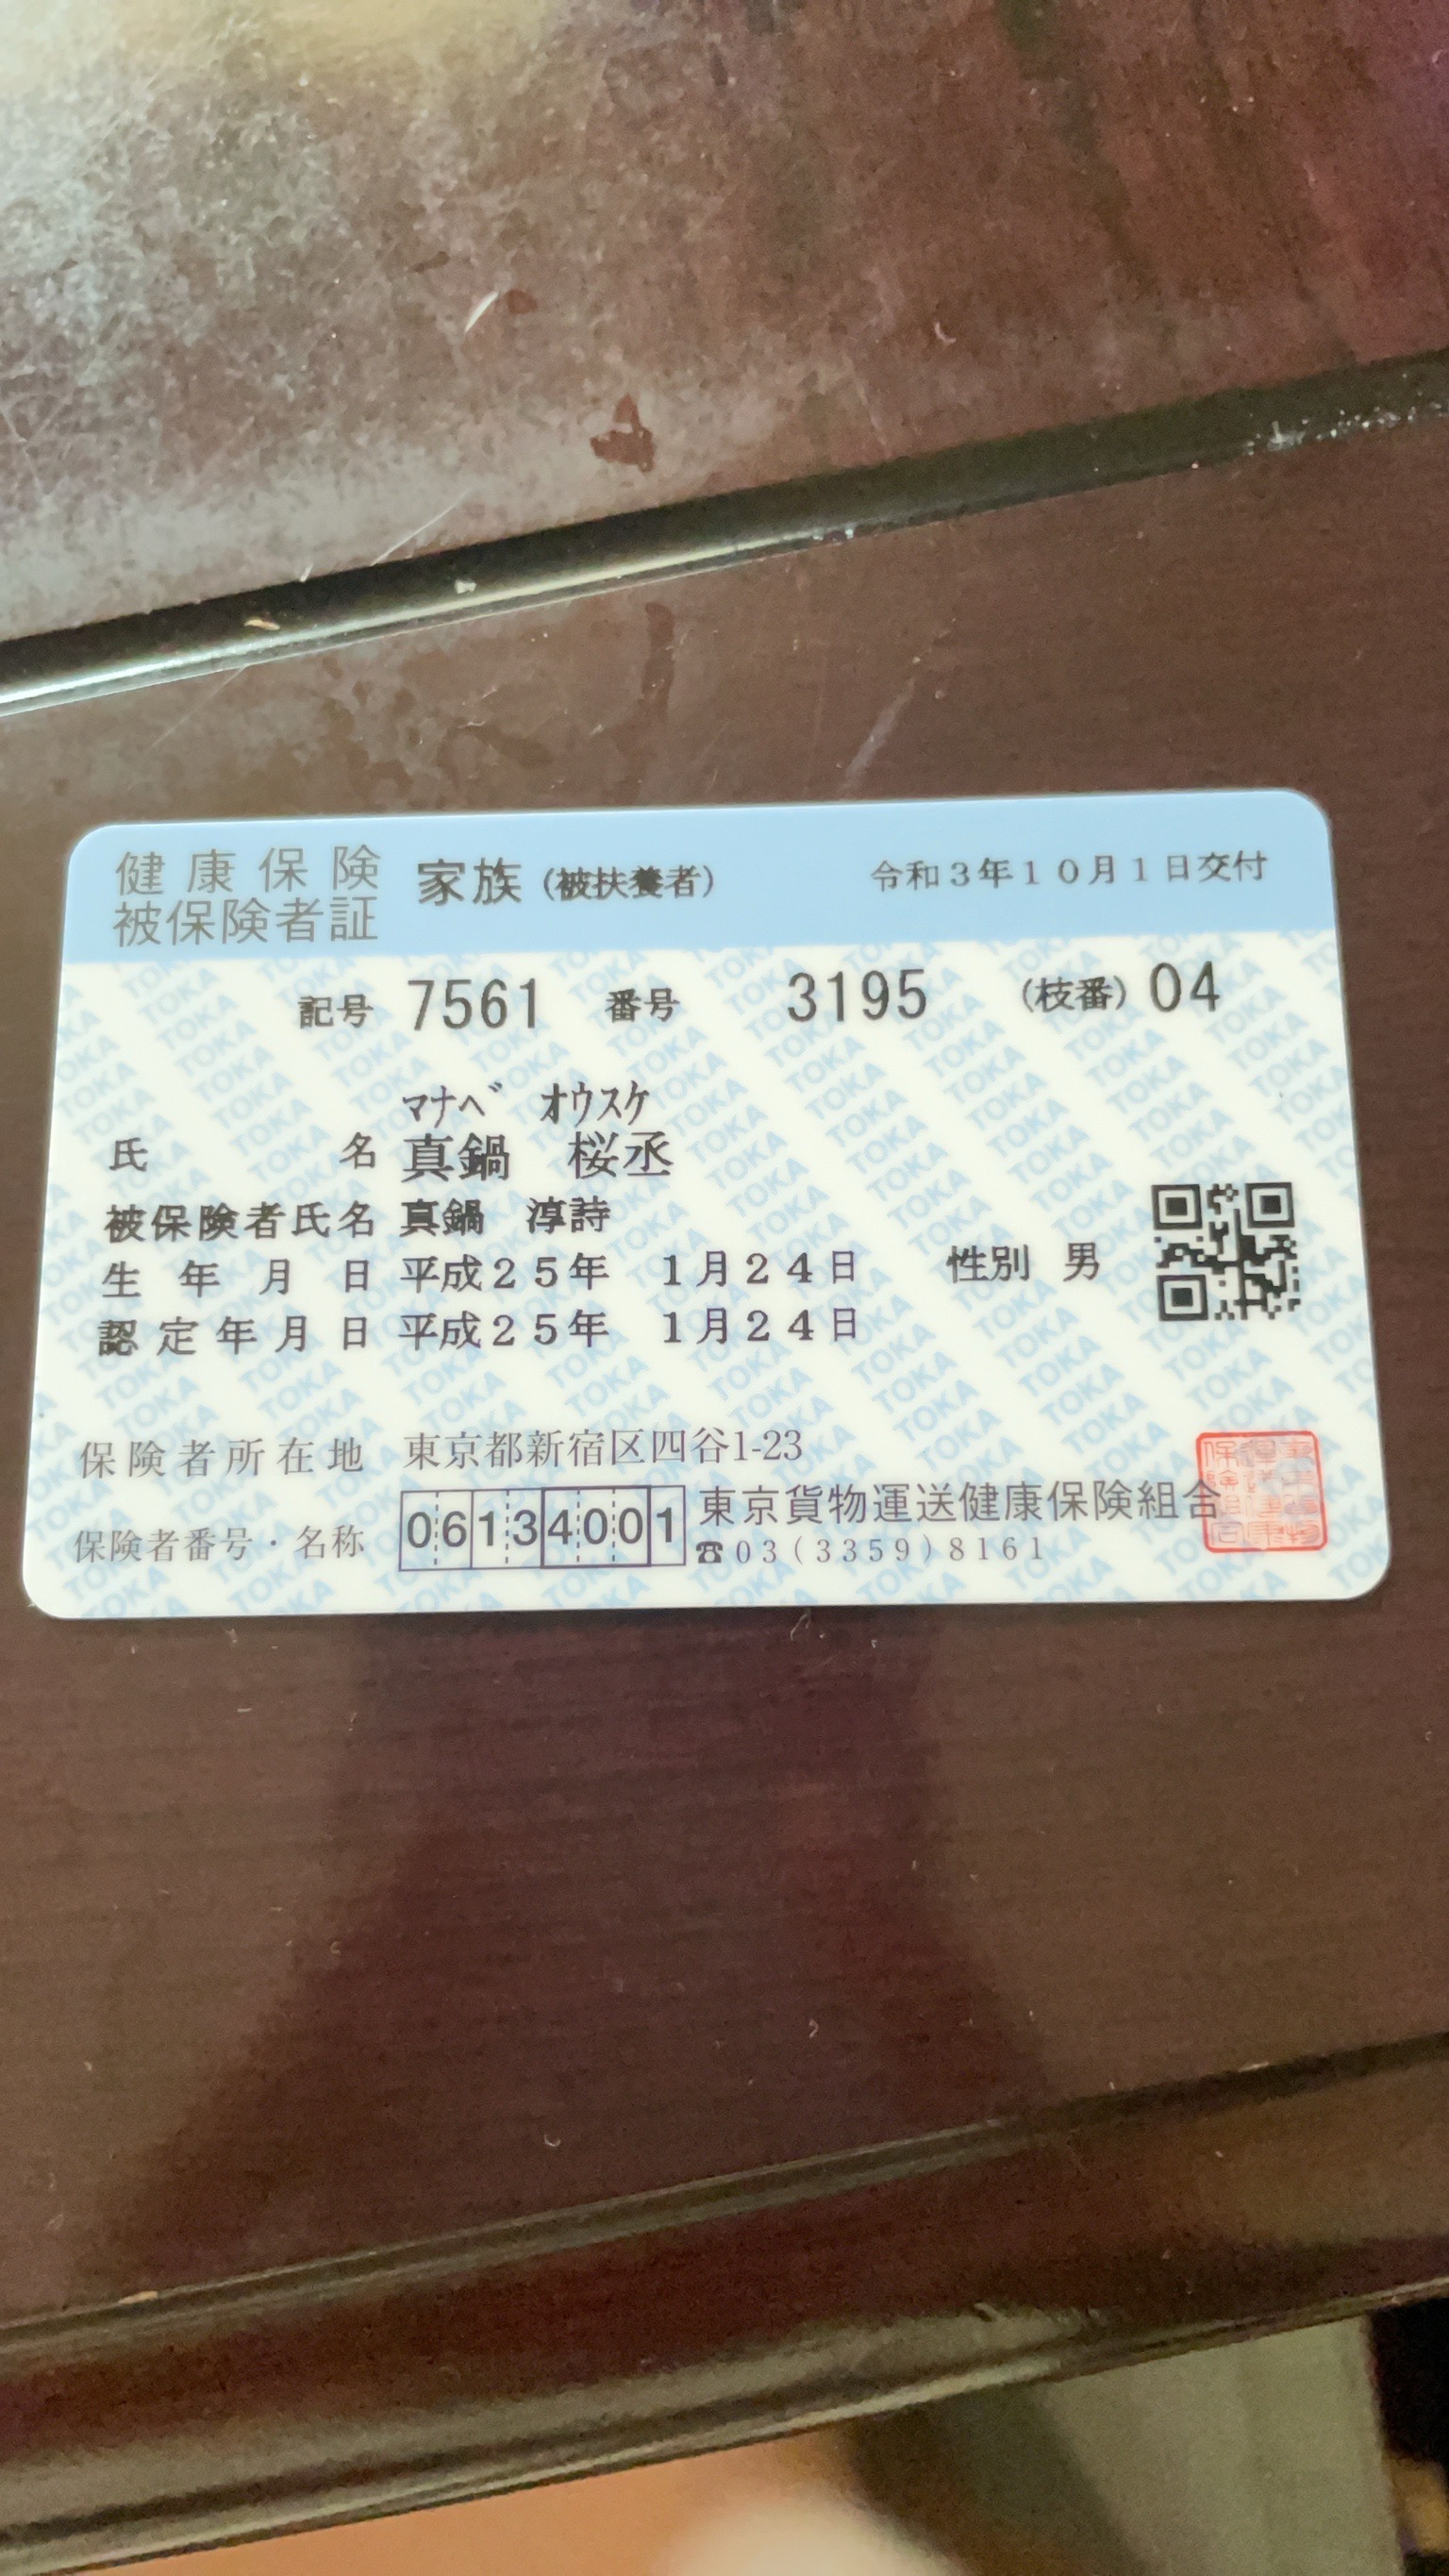 健康保険 家族(被扶養者) 令和3年10月1日交付
被保険者証
記号 7561 番号 3195 (枝番) 04
マナベ オウスケ
氏名 真鍋 桜丞
被保険者氏名 真鍋 淳詩
生年月日 平成25年 1月24日 性別 男
認定年月日 平成25年 1月24日
保険者所在地 東京都新宿区四谷1-23
保険者番号・名称 06134001 東京貨物運送健康保険組合
☎03(3359)8161
TOKA